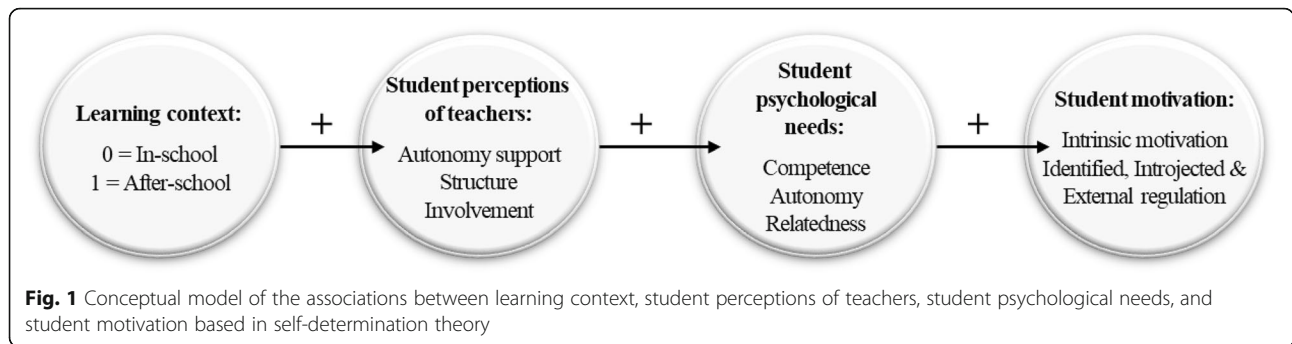 Learning context:
0 = In-school
1 = After-school
+
Student perceptions
of teachers:
Autonomy support
Structure
Involvement
+
Student
psychological
needs:
Competence
Autonomy
Relatedness
+
Student motivation:
Intrinsic motivation
Identified, Introjected &
External regulation
Fig. 1 Conceptual model of the associations between learning context, student perceptions of teachers, student psychological needs, and
student motivation based in self-determination theory